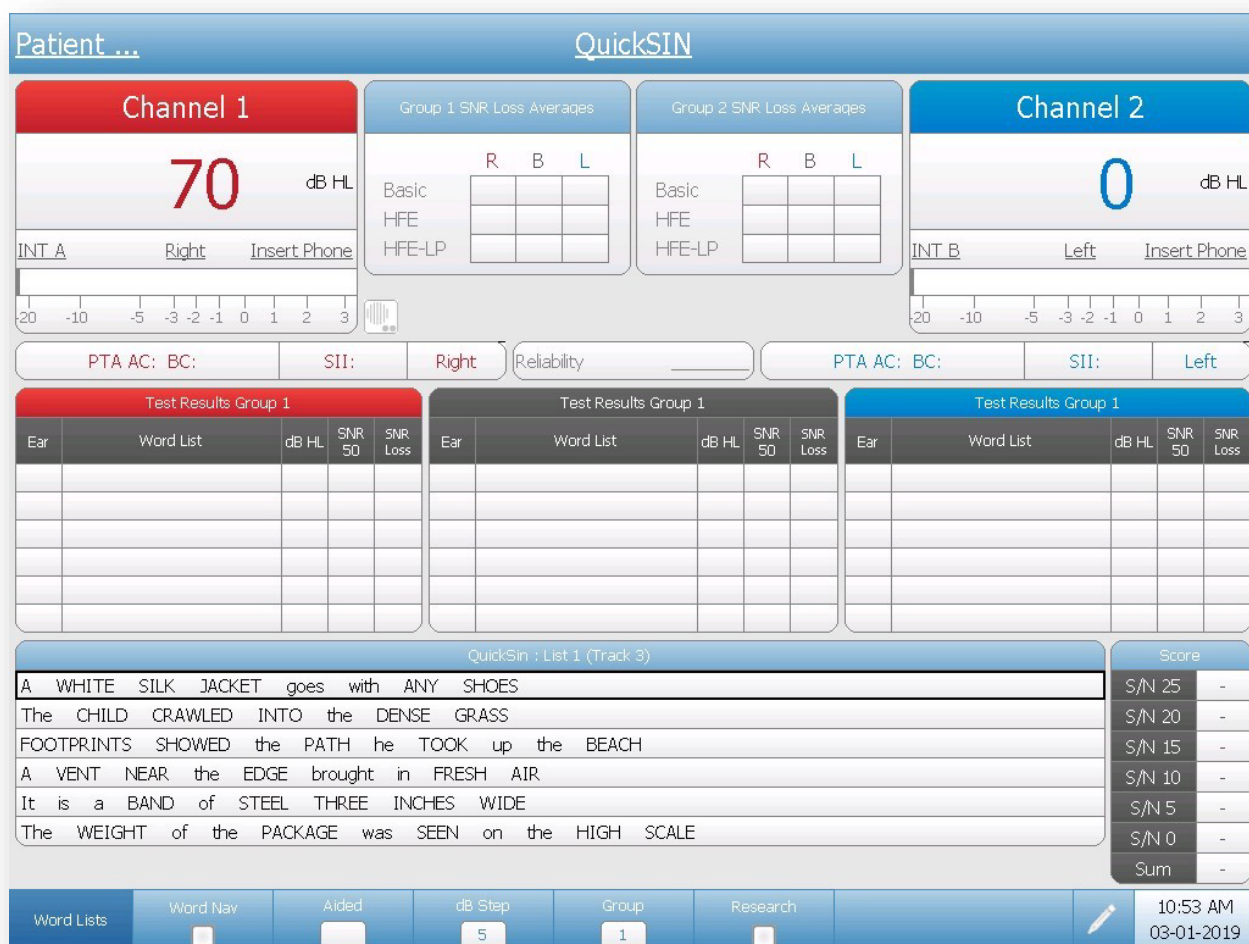 Patient ... QuickSIN
Channel 1
70 dB HL
INT A Right Insert Phone
-20 -10 -5 -3 -2 -1 0 1 2 3
Group 1 SNR Loss Averages
R B L
Basic
HFE
HFE-LP
Group 2 SNR Loss Averages
R B L
Basic
HFE
HFE-LP
Channel 2
0 dB HL
INT B Left Insert Phone
-20 -10 -5 -3 -2 -1 0 1 2 3
PTA AC: BC: SII: Right
Reliability
PTA AC: BC: SII: Left
Test Results Group 1
Ear Word List dB HL SNR 50 SNR Loss
Test Results Group 1
Ear Word List dB HL SNR 50 SNR Loss
Test Results Group 1
Ear Word List dB HL SNR 50 SNR Loss
QuickSin : List 1 (Track 3)
A WHITE SILK JACKET goes with ANY SHOES
The CHILD CRAWLED INTO the DENSE GRASS
FOOTPRINTS SHOWED the PATH he TOOK up the BEACH
A VENT NEAR the EDGE brought in FRESH AIR
It is a BAND of STEEL THREE INCHES WIDE
The WEIGHT of the PACKAGE was SEEN on the HIGH SCALE
Score
S/N 25 -
S/N 20 -
S/N 15 -
S/N 10 -
S/N 5 -
S/N 0 -
Sum -
Word Lists Word Nav Aided dB Step Group Research
5 1
10:53 AM
03-01-2019